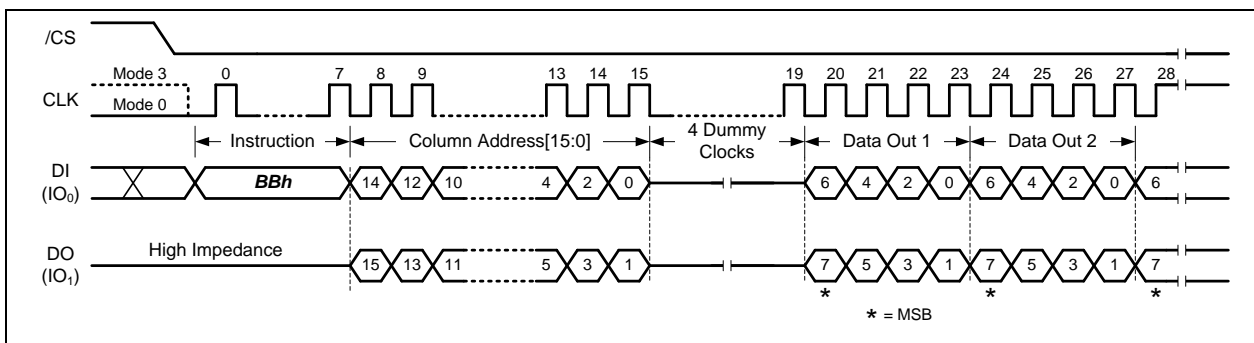 /CS
Mode 3 0 7 8 9 13 14 15 19 20 21 22 23 24 25 26 27 28
CLK Mode 0
Instruction Column Address[15:0] 4 Dummy Clocks Data Out 1 Data Out 2
DI
(IO₀) BBh 14 12 10 4 2 0 6 4 2 0 6 4 2 0 6
High Impedance
DO
(IO₁) 15 13 11 5 3 1 7 5 3 1 7 5 3 1 7
* * *
* = MSB